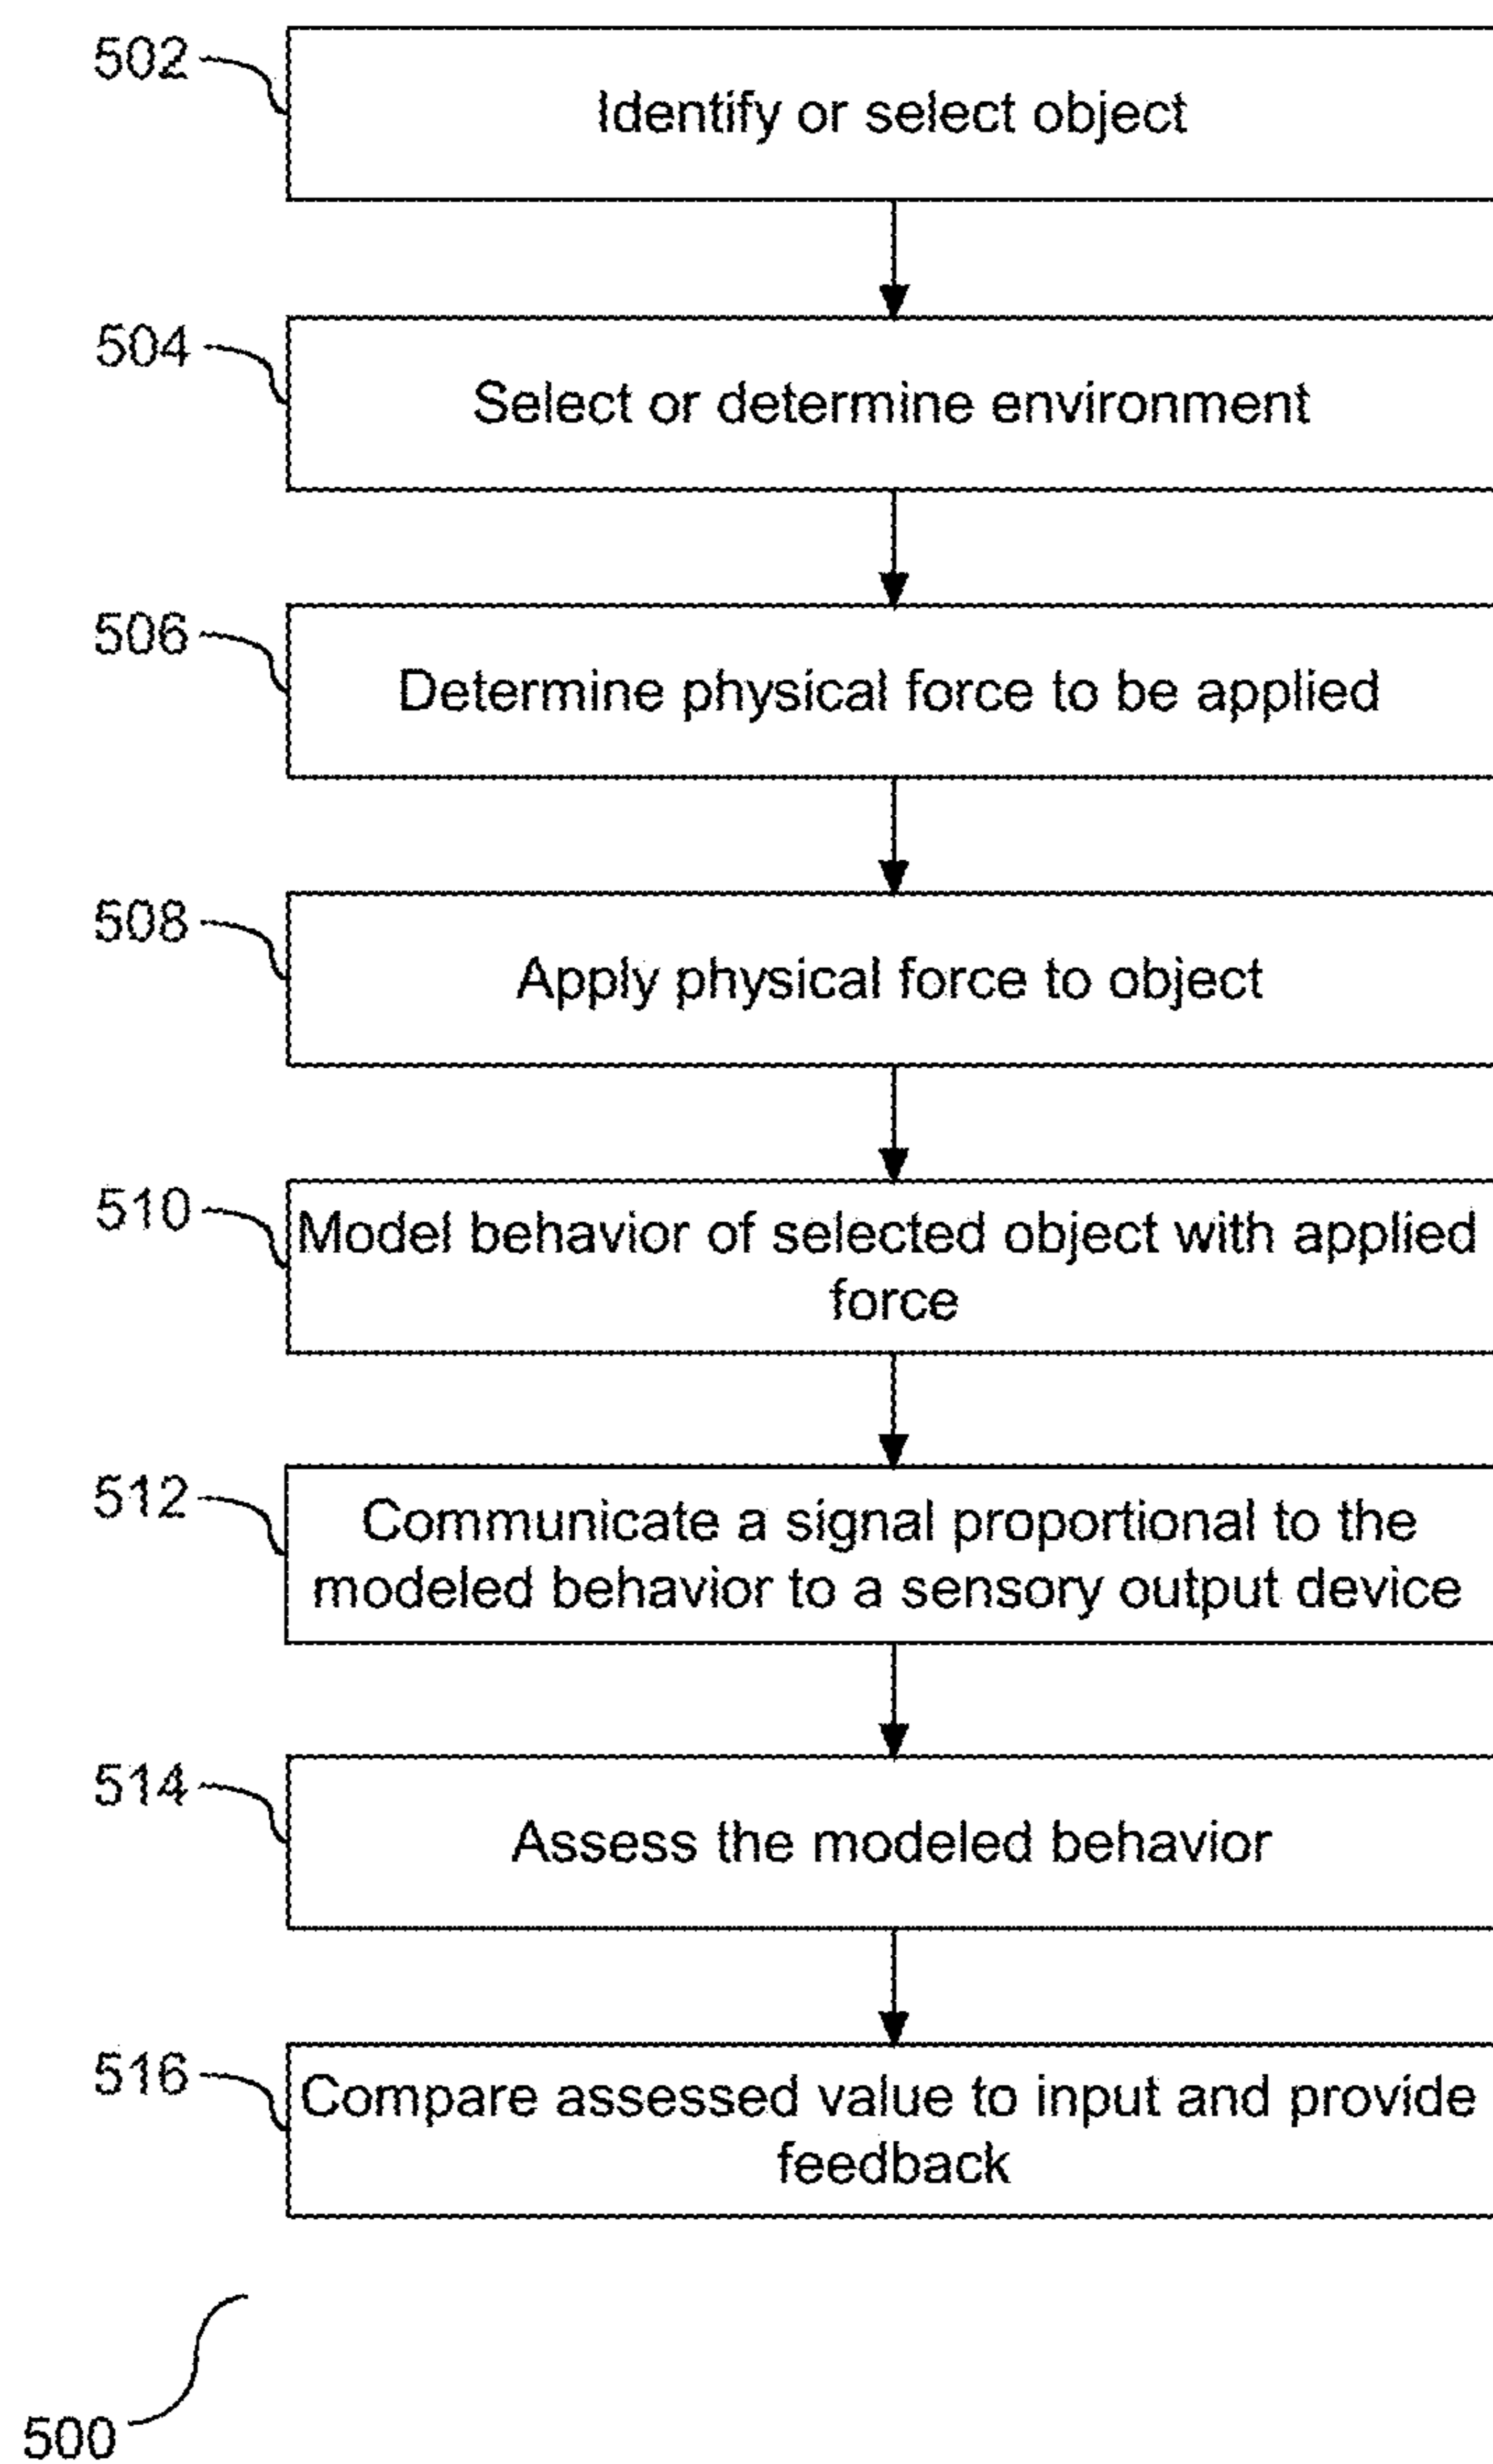 502
Identify or select object
504
Select or determine environment
506
Determine physical force to be applied
508
Apply physical force to object
510
Model behavior of selected object with applied
force
512
Communicate a signal proportional to the
modeled behavior to a sensory output device
514
Assess the modeled behavior
516
Compare assessed value to input and provide
feedback
500